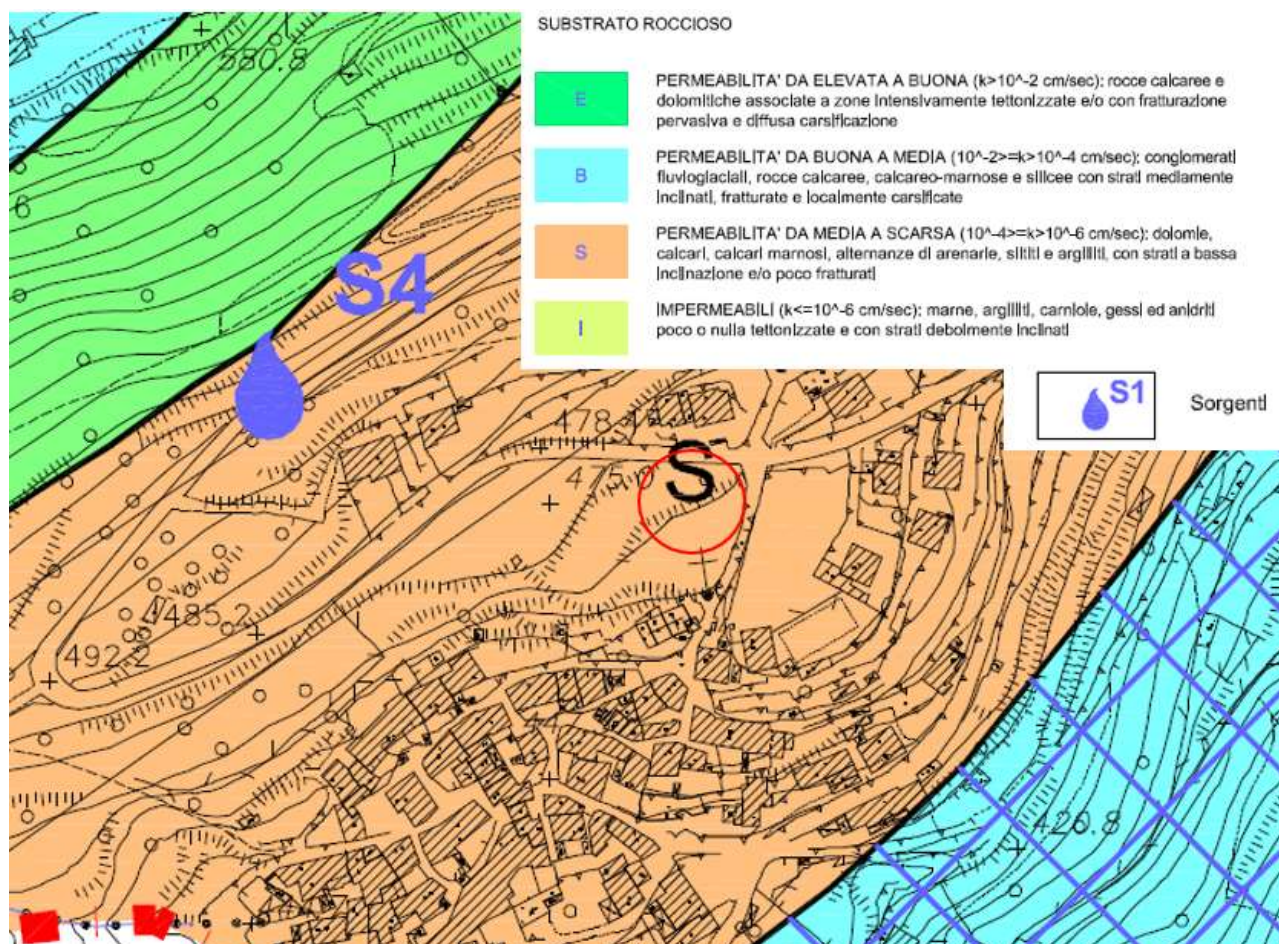 SUBSTRATO ROCCIOSO
E
PERMEABILITA' DA ELEVATA A BUONA (k>10^-2 cm/sec): rocce calcaree e
dolomitiche associate a zone intensivamente tettonizzate e/o con fratturazione
pervasiva e diffusa carsificazione
B
PERMEABILITA' DA BUONA A MEDIA (10^-2>=k>10^-4 cm/sec): conglomerati
fluvioglaciali, rocce calcaree, calcareo-marnose e silicee con strati mediamente
inclinati, fratturate e localmente carsificate
S
PERMEABILITA' DA MEDIA A SCARSA (10^-4>=k>10^-6 cm/sec): dolomie,
calcari, calcari marnosi, alternanze di arenarie, siltiti e argilliti, con strati a bassa
inclinazione e/o poco fratturati
I
IMPERMEABILI (k<=10^-6 cm/sec): marne, argilliti, carniole, gessi ed anidriti
poco o nulla tettonizzate e con strati debolmente inclinati
S1
Sorgenti
580.8
6
S4
S
485.2
492.2
420.8